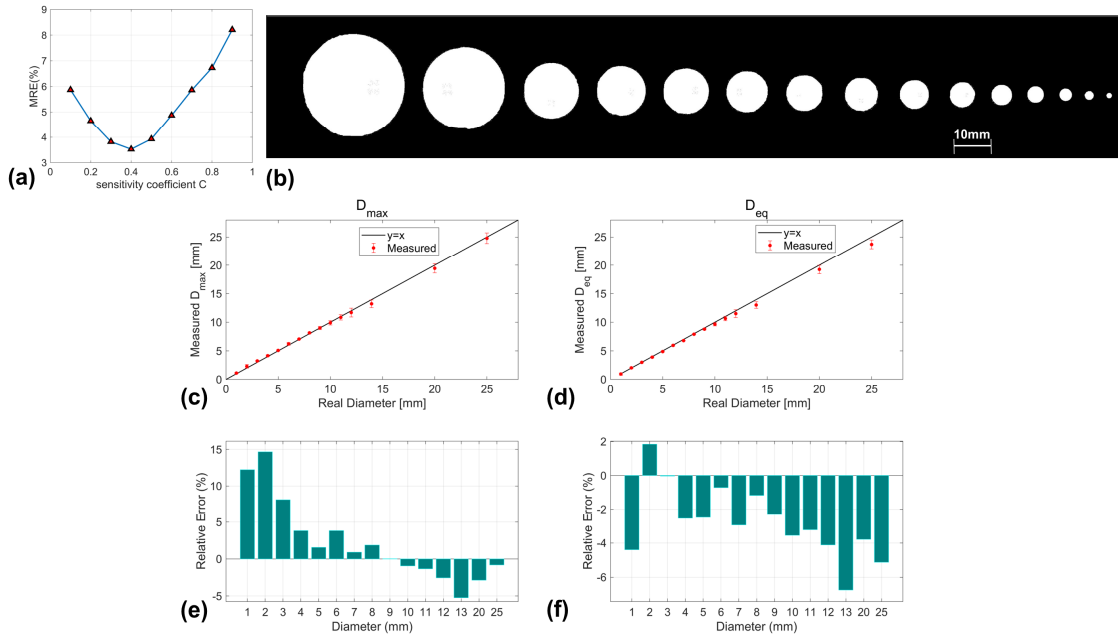 9
8
7
6
5
4
3
MRE(%)
0 0.2 0.4 0.6 0.8 1
sensitivity coefficient C
(a)
10mm
(b)
D_max
25
20
15
10
5
0
Measured D_max [mm]
y=x
Measured
0 5 10 15 20 25
Real Diameter [mm]
(c)
D_eq
25
20
15
10
5
0
Measured D_eq [mm]
y=x
Measured
0 5 10 15 20 25
Real Diameter [mm]
(d)
15
10
5
0
-5
Relative Error (%)
1 2 3 4 5 6 7 8 9 10 11 12 13 20 25
Diameter (mm)
(e)
2
0
-2
-4
-6
Relative Error (%)
1 2 3 4 5 6 7 8 9 10 11 12 13 20 25
Diameter (mm)
(f)